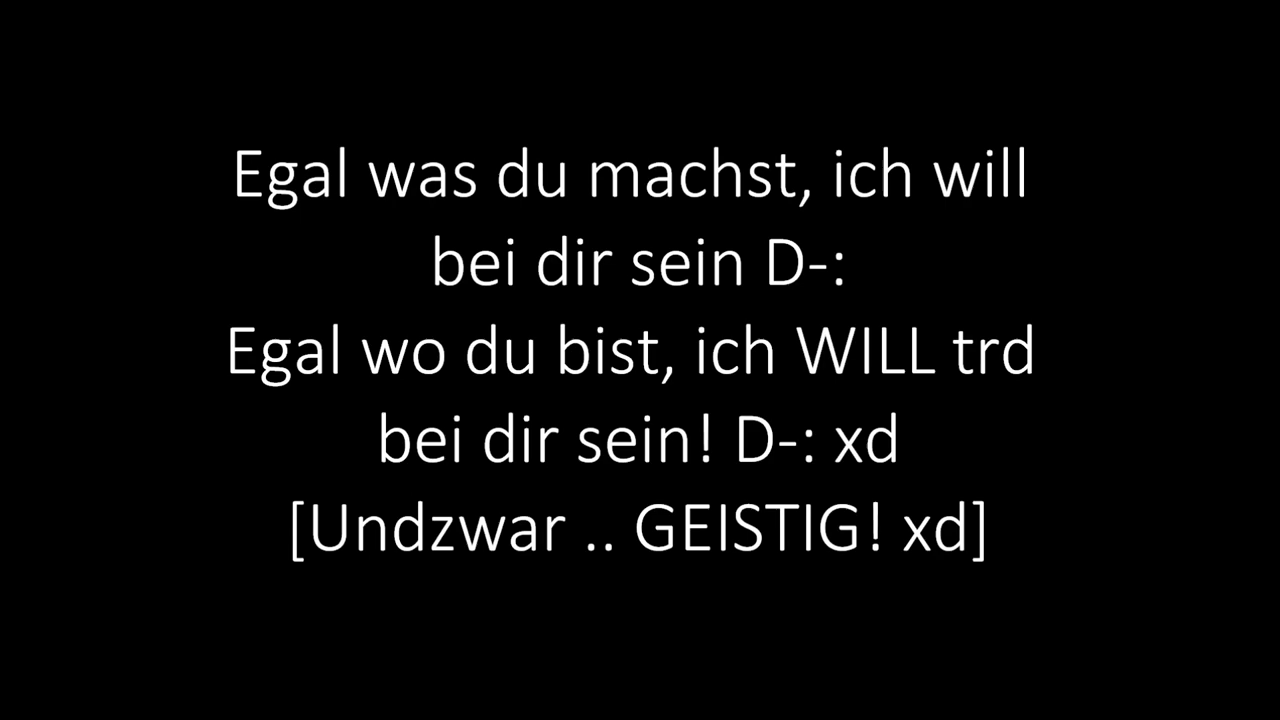 Egal was du machst, ich will
bei dir sein D-:
Egal wo du bist, ich WILL trd
bei dir sein! D-: xd
[Undzwar .. GEISTIG! xd]